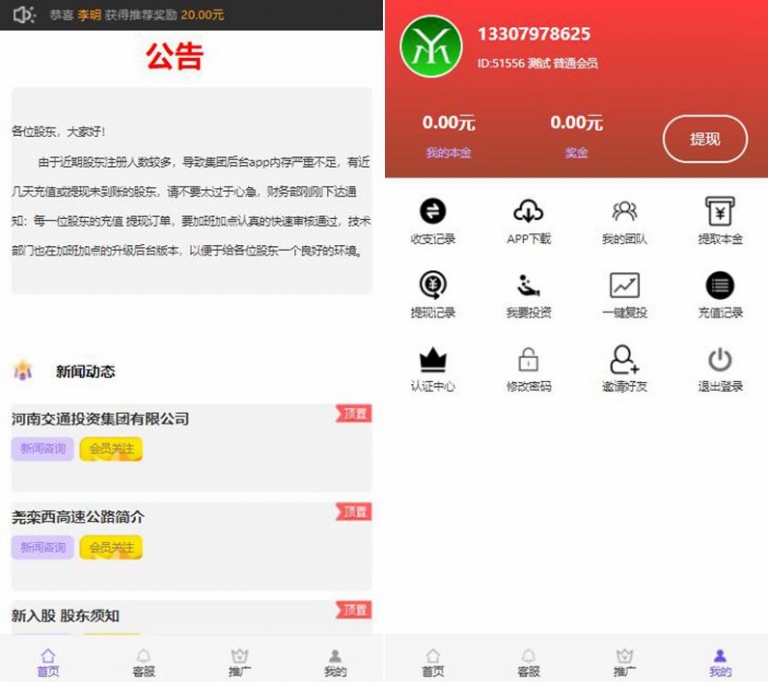 恭喜 李明 获得推荐奖励 20.00元
公告
各位股东，大家好！
由于近期股东注册人数较多，导致集团后台app内存严重不足，有近
几天充值或提现未到账的股东，请不要太过于心急，财务部刚刚下达通
知：每一位股东的充值 提现订单，要加班加点认真的快速审核通过，技术
部门也在加班加点的升级后台版本，以便于给各位股东一个良好的环境。
新闻动态
河南交通投资集团有限公司
顶置
新闻咨询
会员关注
尧栾西高速公路简介
顶置
新闻咨询
会员关注
新入股 股东须知
顶置
首页
客服
推广
我的
13307978625
ID:51556 测试 普通会员
0.00元
0.00元
提现
我的本金
奖金
收支记录
APP下载
我的团队
提取本金
提现记录
我要投资
一键复投
充值记录
认证中心
修改密码
邀请好友
退出登录
首页
客服
推广
我的